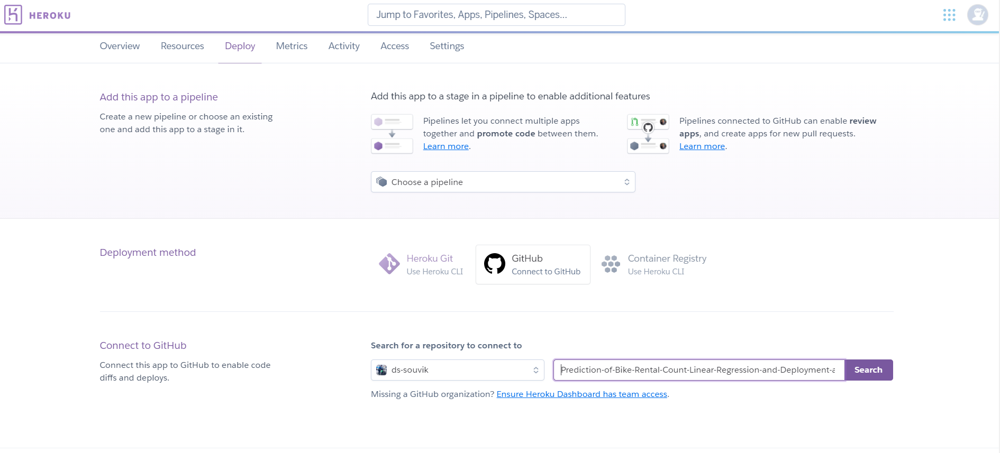 HEROKU
Jump to Favorites, Apps, Pipelines, Spaces...
Overview Resources Deploy Metrics Activity Access Settings
Add this app to a pipeline
Create a new pipeline or choose an existing
one and add this app to a stage in it.
Add this app to a stage in a pipeline to enable additional features
Pipelines let you connect multiple apps
together and promote code between them.
Learn more.
Pipelines connected to GitHub can enable review
apps, and create apps for new pull requests.
Learn more.
Choose a pipeline
Deployment method
Heroku Git
Use Heroku CLI
GitHub
Connect to GitHub
Container Registry
Use Heroku CLI
Connect to GitHub
Connect this app to GitHub to enable code
diffs and deploys.
Search for a repository to connect to
ds-souvik
Prediction-of-Bike-Rental-Count-Linear-Regression-and-Deployment-a
Search
Missing a GitHub organization? Ensure Heroku Dashboard has team access.